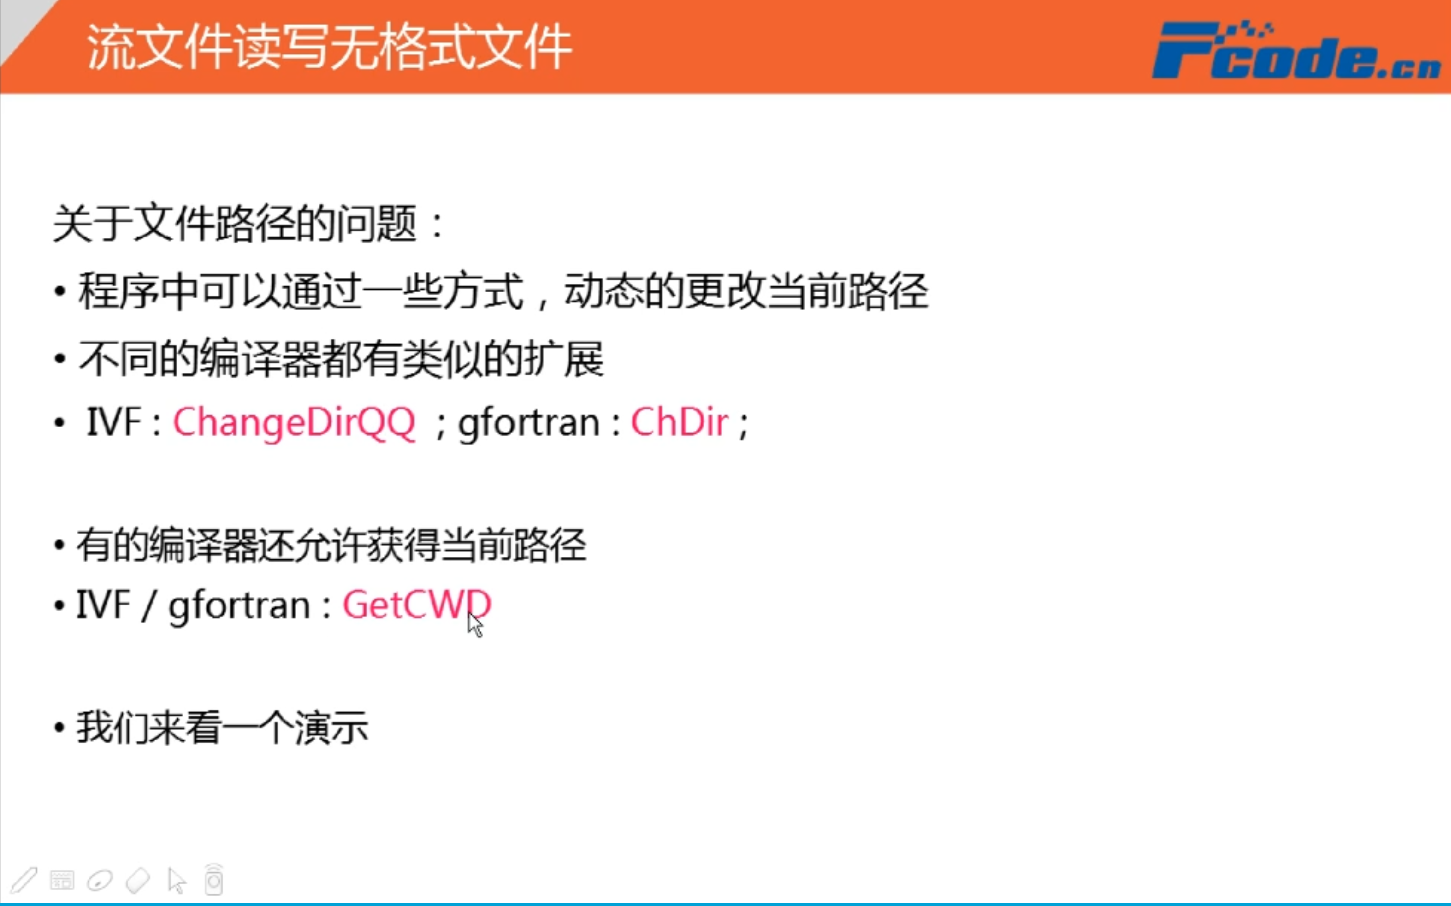 流文件读写无格式文件
Fcode.cn
关于文件路径的问题：
• 程序中可以通过一些方式，动态的更改当前路径
• 不同的编译器都有类似的扩展
• IVF : ChangeDirQQ ; gfortran : ChDir ;
• 有的编译器还允许获得当前路径
• IVF / gfortran : GetCWD
• 我们来看一个演示